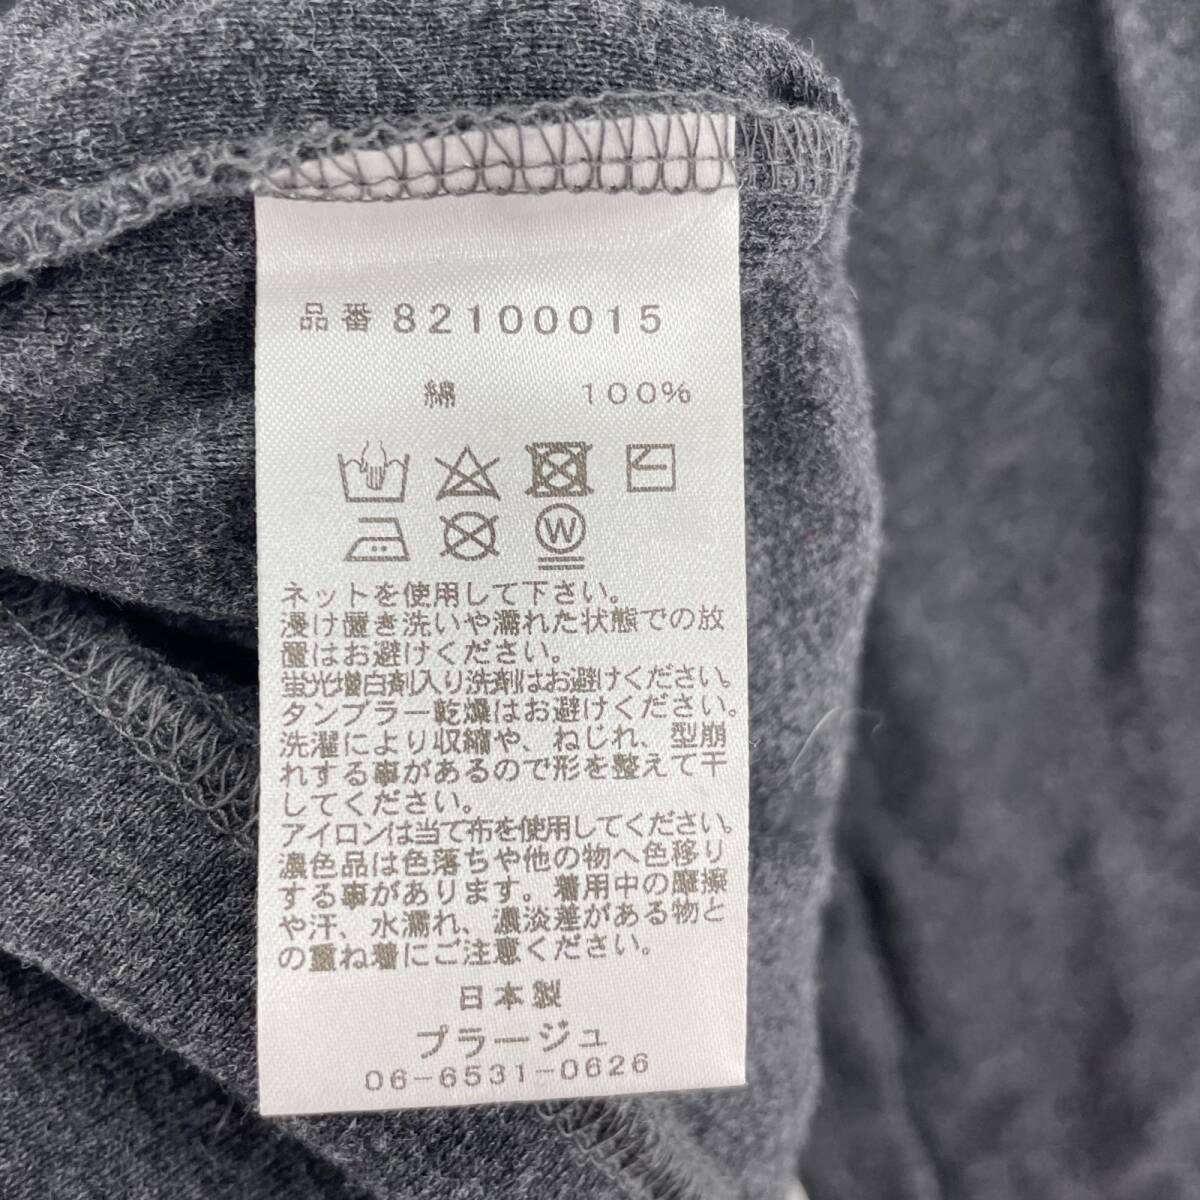 品番 82100015
綿 100%
W
ネットを使用して下さい。
浸け置き洗いや濡れた状態での放
置はお避けください。
蛍光増白剤入り洗剤はお避けください。
タンブラー乾燥はお避けください。
洗濯により収縮や、ねじれ、型崩
れする事があるので形を整えて干
してください。
アイロンは当て布を使用してください。
濃色品は色落ちや他の物へ色移り
する事があります。着用中の摩擦
や汗、水濡れ、濃淡差がある物と
の重ね着にご注意ください。
日本製
プラージュ
06-6531-0626